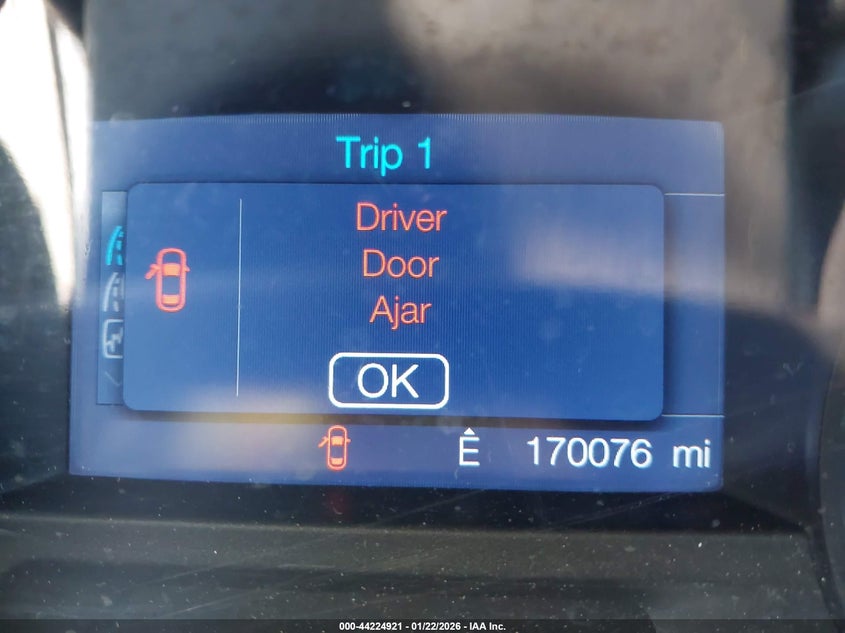 Trip 1
Driver
Door
Ajar
OK
Ê 170076 mi
000-44224921 - 01/22/2026 - IAA Inc.